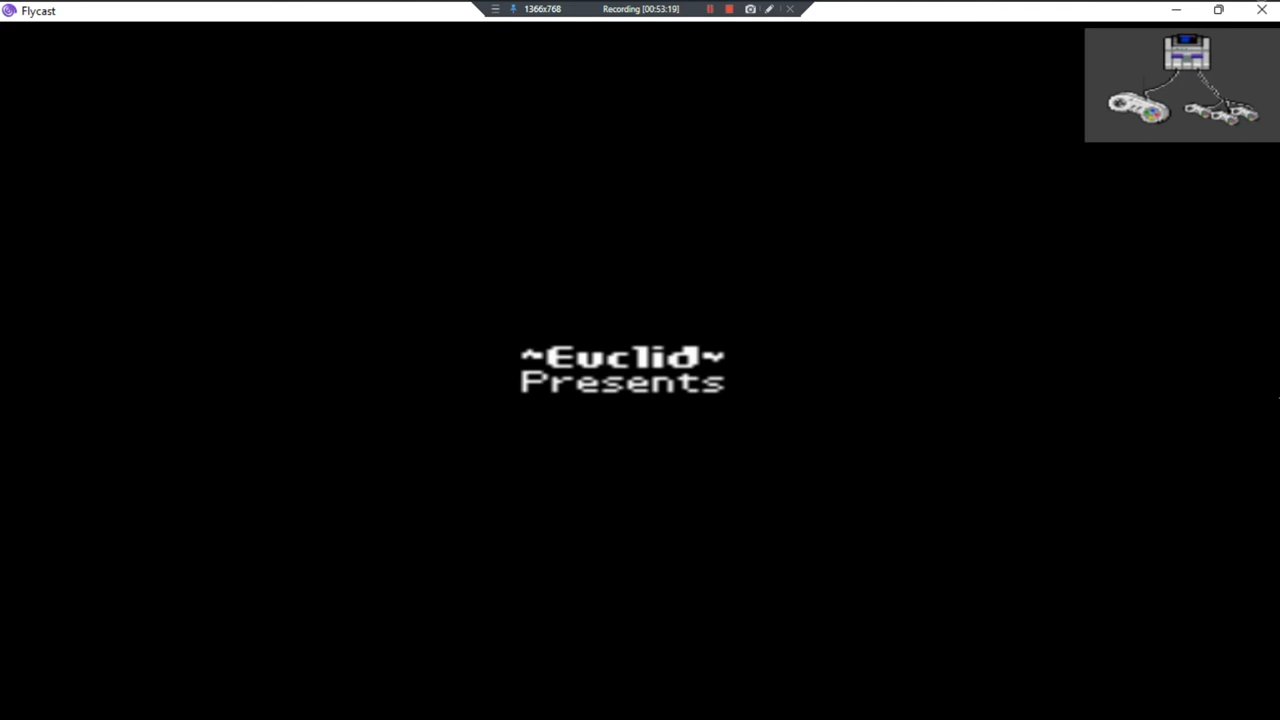 Flycast
1366x768
Recording [00:53:19]
~Euclid~
Presents